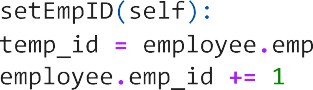 setEmpID(self):
temp_id = employee.emp
employee.emp_id += 1